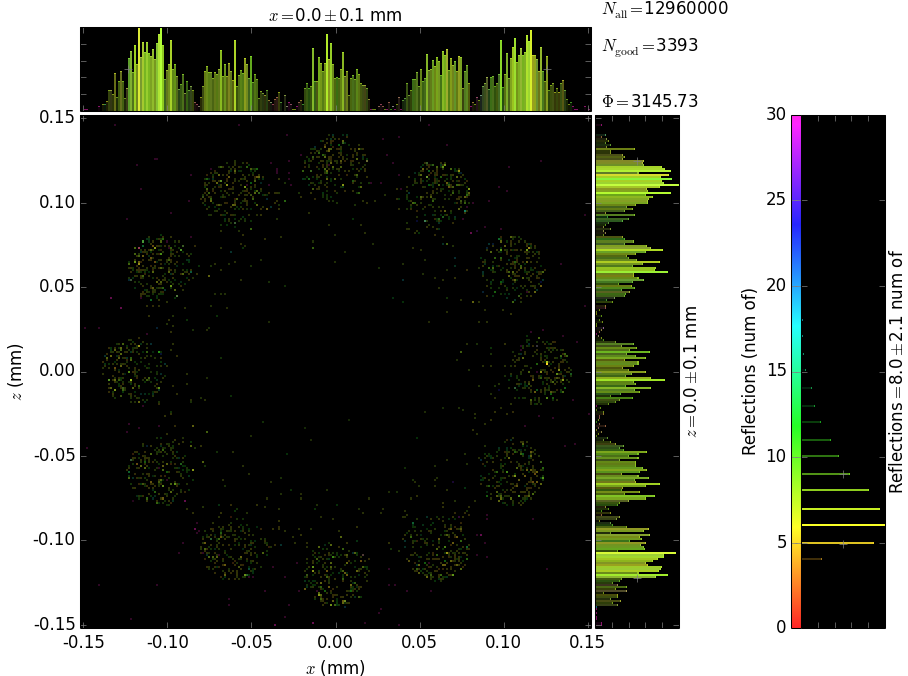 x = 0.0 ± 0.1 mm
N_all = 12960000
N_good = 3393
Φ = 3145.73
0.15
0.10
0.05
0.00
-0.05
-0.10
-0.15
z (mm)
-0.15
-0.10
-0.05
0.00
0.05
0.10
0.15
x (mm)
z = 0.0 ± 0.1 mm
30
25
20
15
10
5
0
Reflections (num of)
Reflections = 8.0 ± 2.1 num of